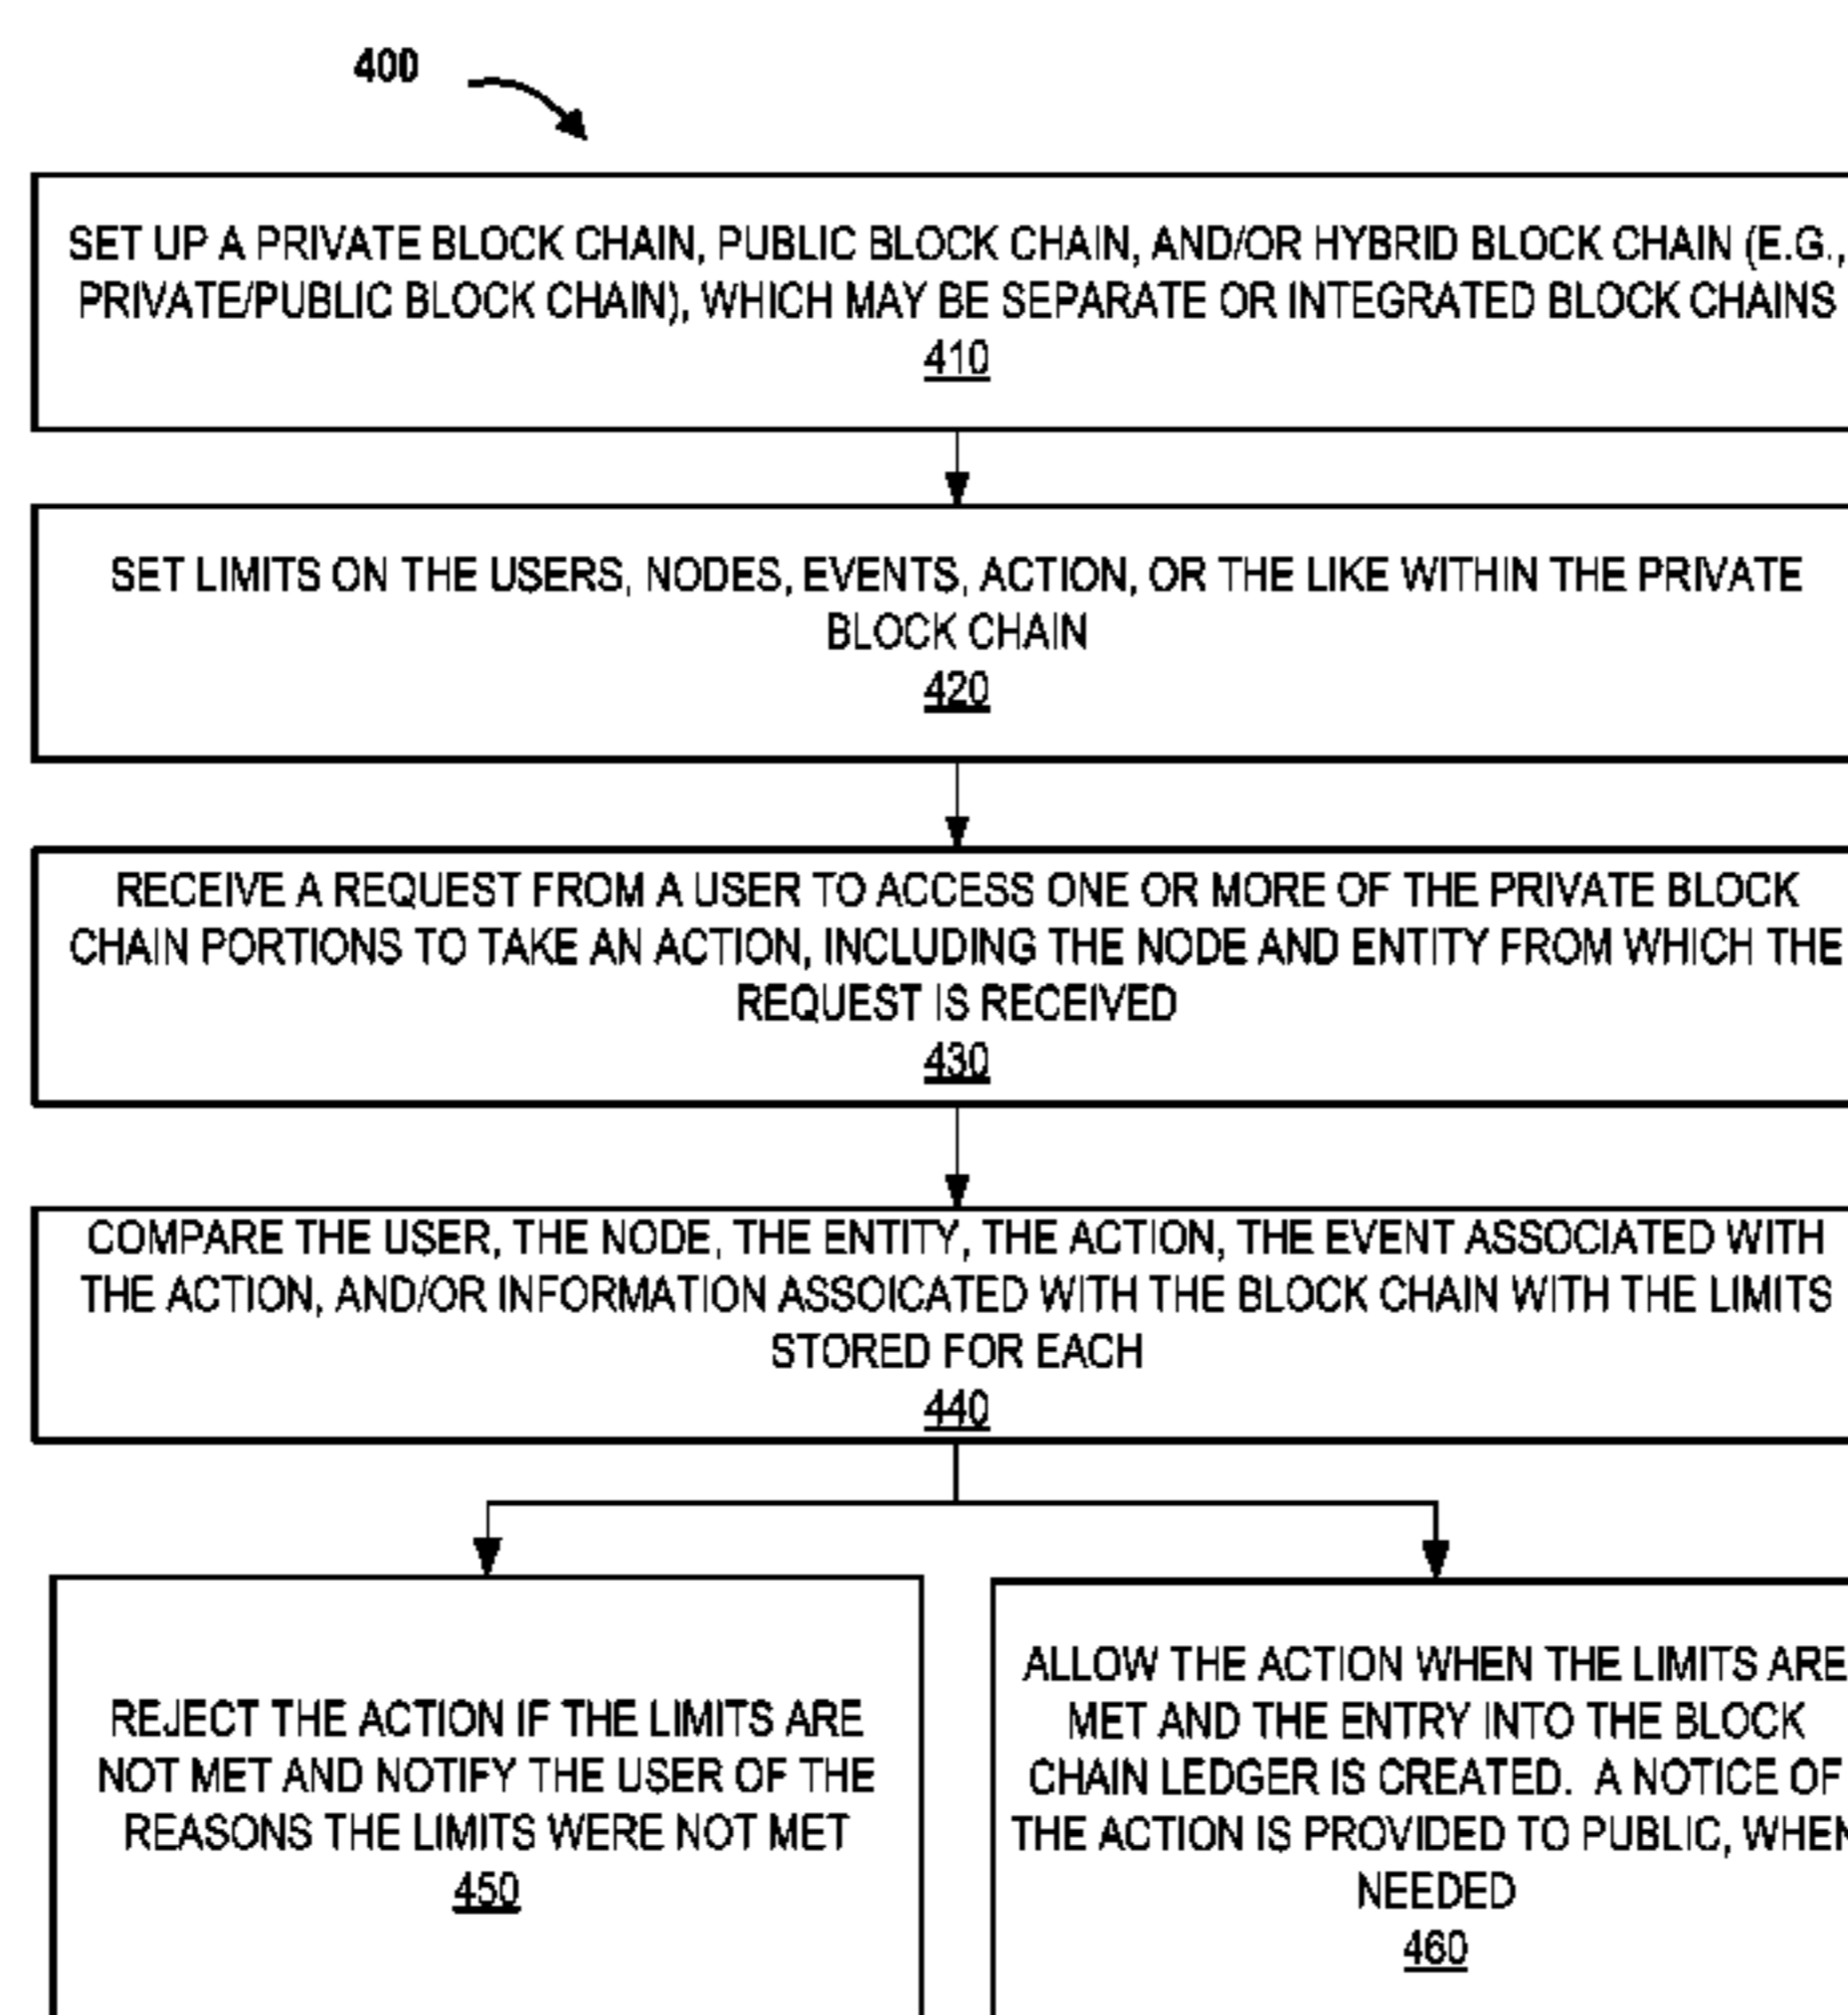 400
SET UP A PRIVATE BLOCK CHAIN, PUBLIC BLOCK CHAIN, AND/OR HYBRID BLOCK CHAIN (E.G.,
PRIVATE/PUBLIC BLOCK CHAIN), WHICH MAY BE SEPARATE OR INTEGRATED BLOCK CHAINS
410
SET LIMITS ON THE USERS, NODES, EVENTS, ACTION, OR THE LIKE WITHIN THE PRIVATE
BLOCK CHAIN
420
RECEIVE A REQUEST FROM A USER TO ACCESS ONE OR MORE OF THE PRIVATE BLOCK
CHAIN PORTIONS TO TAKE AN ACTION, INCLUDING THE NODE AND ENTITY FROM WHICH THE
REQUEST IS RECEIVED
430
COMPARE THE USER, THE NODE, THE ENTITY, THE ACTION, THE EVENT ASSOCIATED WITH
THE ACTION, AND/OR INFORMATION ASSOICATED WITH THE BLOCK CHAIN WITH THE LIMITS
STORED FOR EACH
440
REJECT THE ACTION IF THE LIMITS ARE
NOT MET AND NOTIFY THE USER OF THE
REASONS THE LIMITS WERE NOT MET
450
ALLOW THE ACTION WHEN THE LIMITS ARE
MET AND THE ENTRY INTO THE BLOCK
CHAIN LEDGER IS CREATED. A NOTICE OF
THE ACTION IS PROVIDED TO PUBLIC, WHEN
NEEDED
460